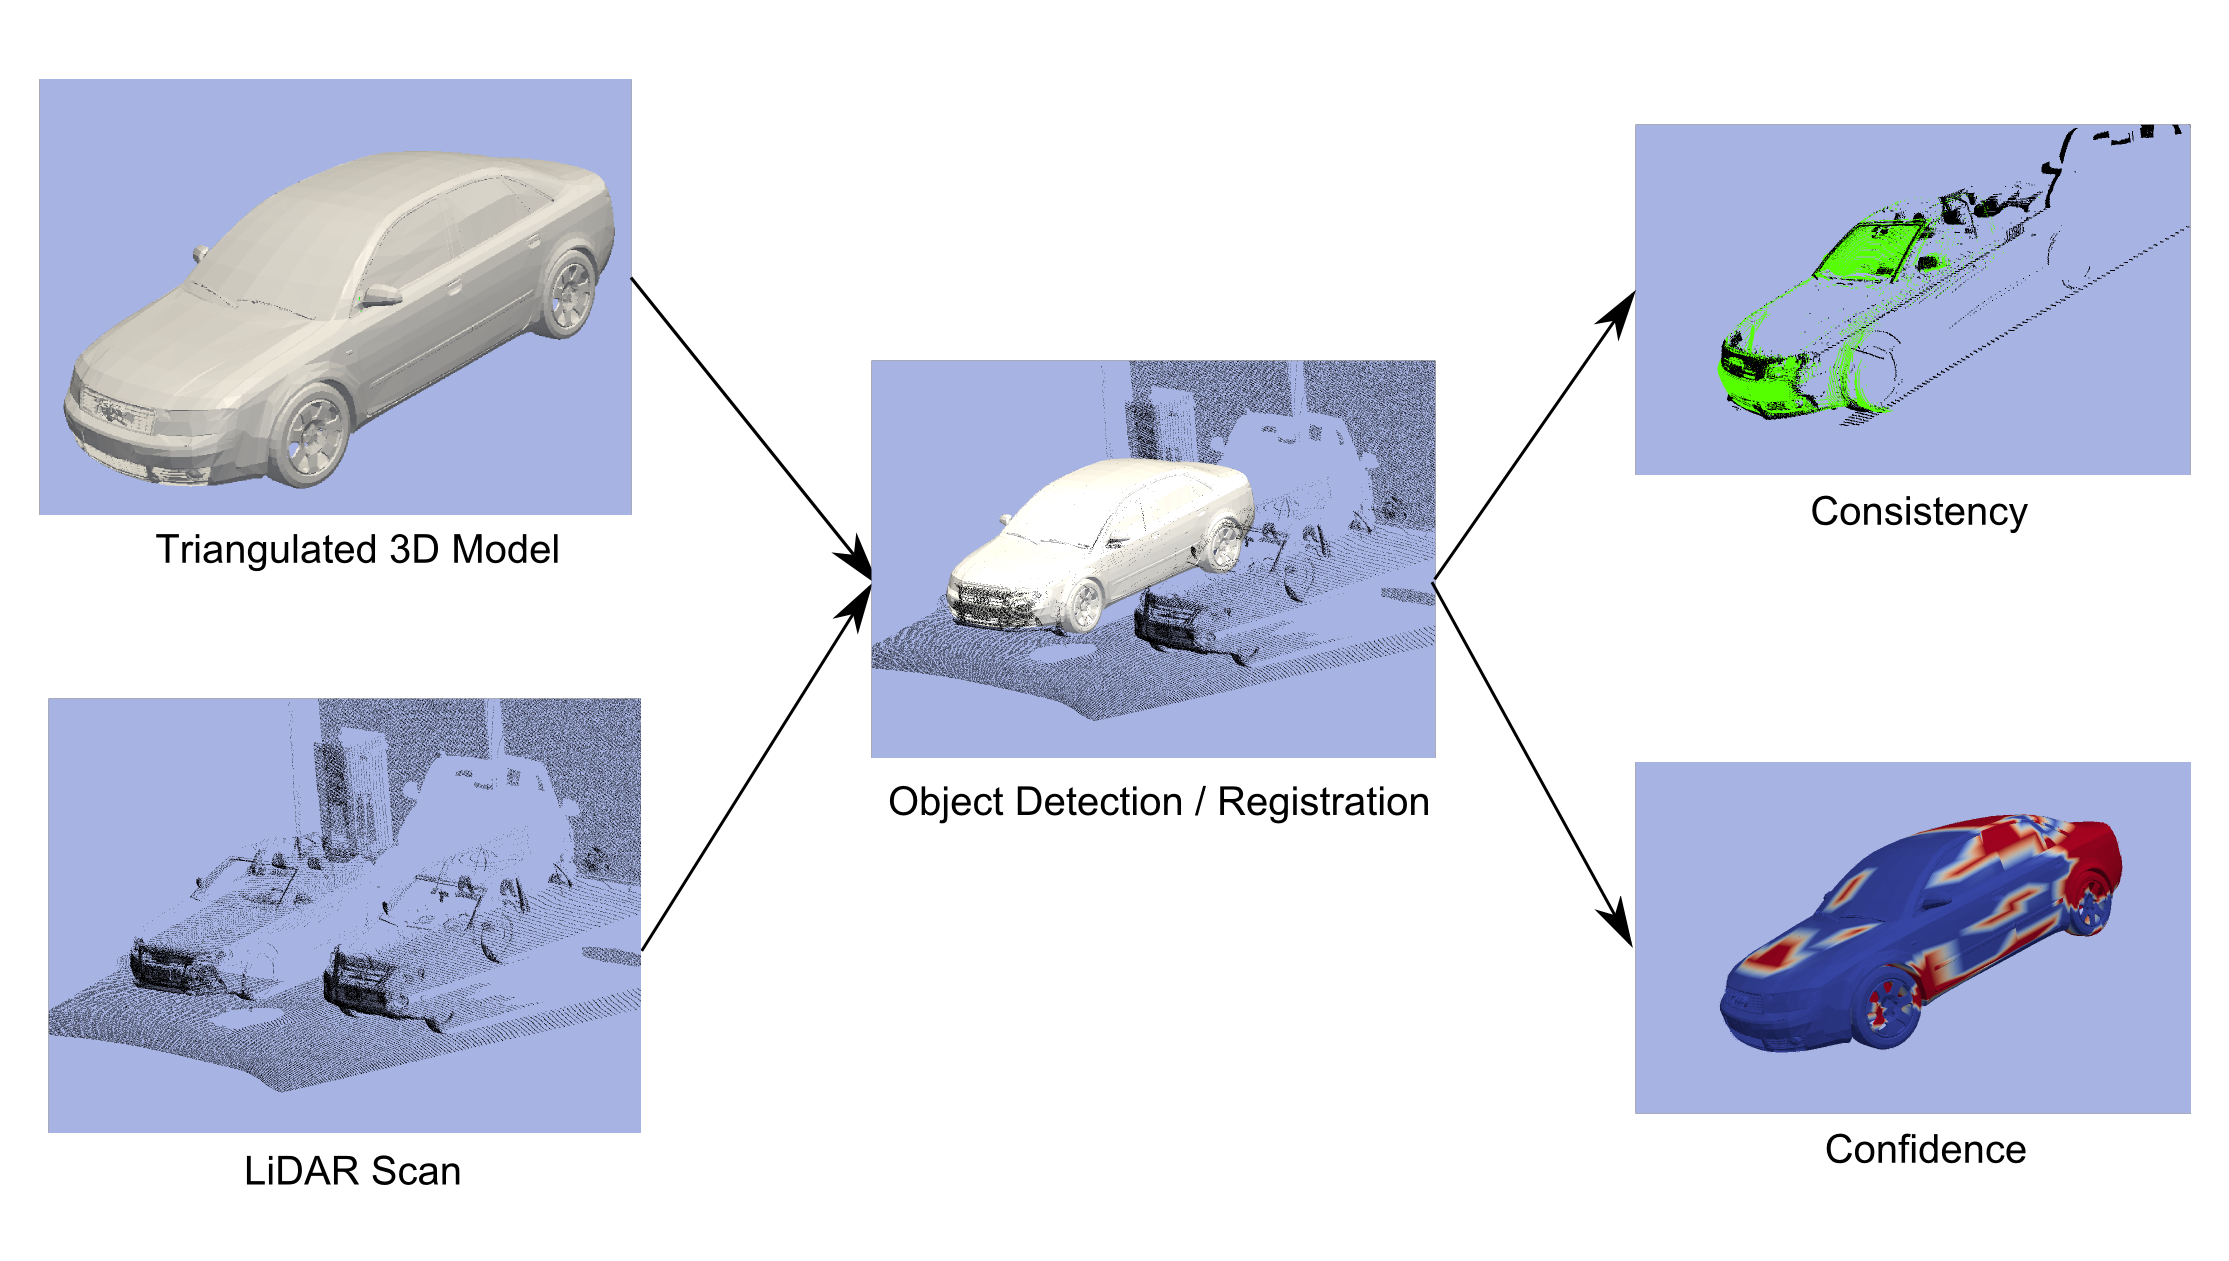 Triangulated 3D Model
LiDAR Scan
Object Detection / Registration
Consistency
Confidence